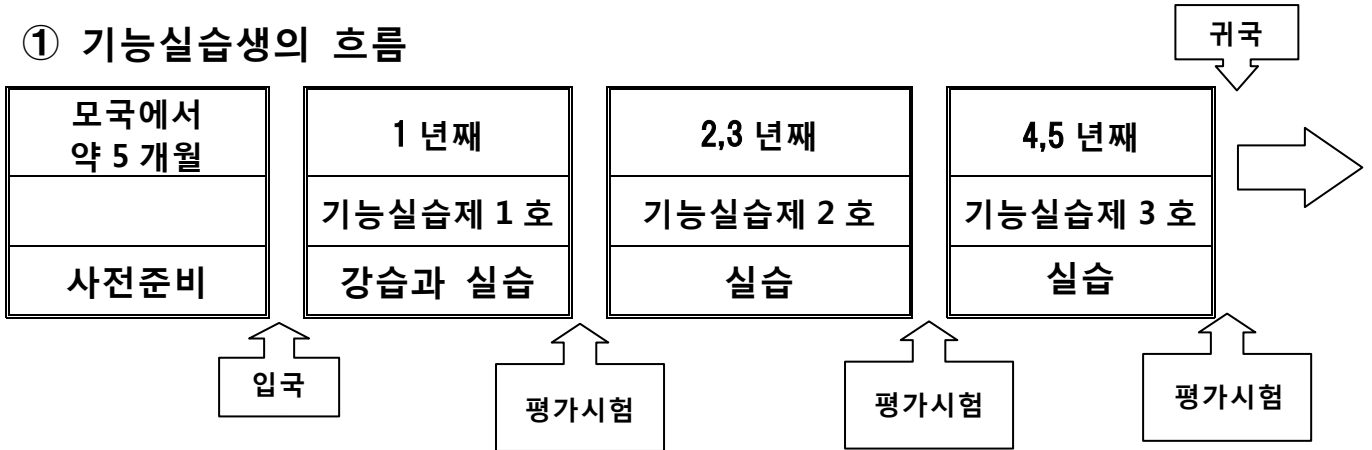 ① 기능실습생의 흐름
귀국
모국에서
약 5 개월
1 년째
2,3 년째
4,5 년째
기능실습제 1 호
기능실습제 2 호
기능실습제 3 호
사전준비
강습과 실습
실습
실습
입국
평가시험
평가시험
평가시험